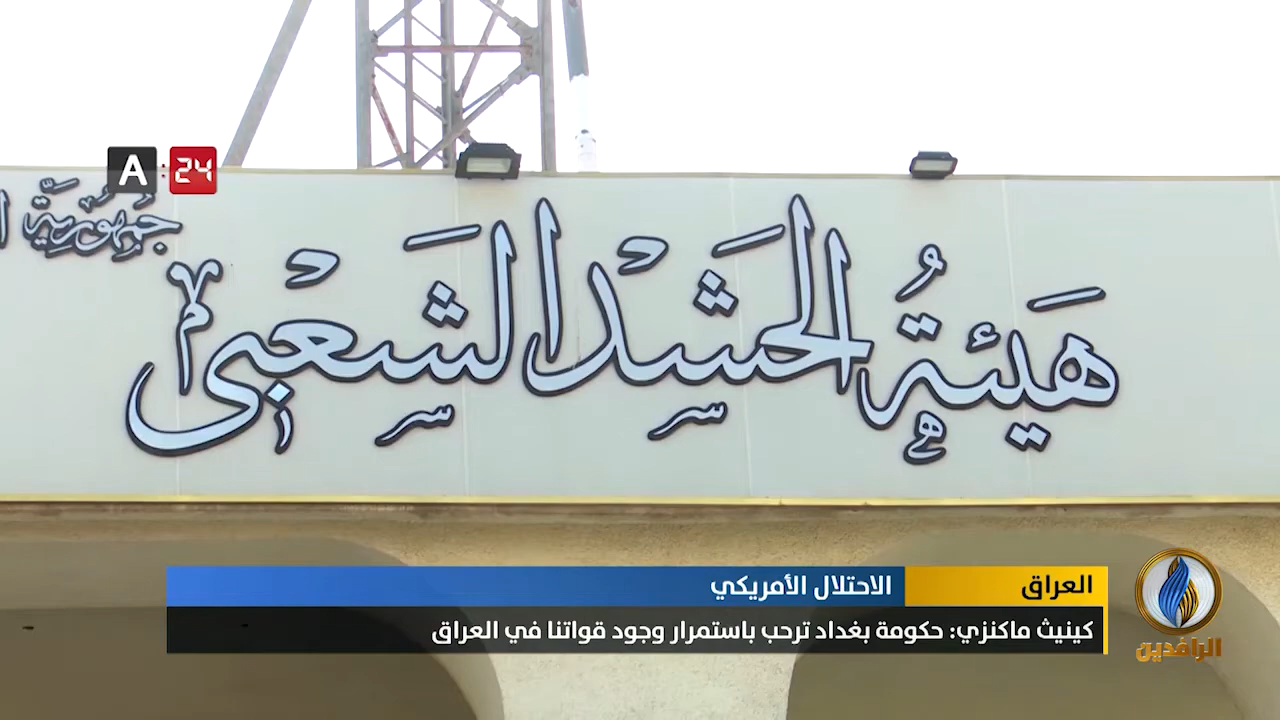 A:24
جمهورية
هيئة الحشد الشعبي
العراق
الاحتلال الأمريكي
كينيث ماكنزي: حكومة بغداد ترحب باستمرار وجود قواتنا في العراق
الرافدين